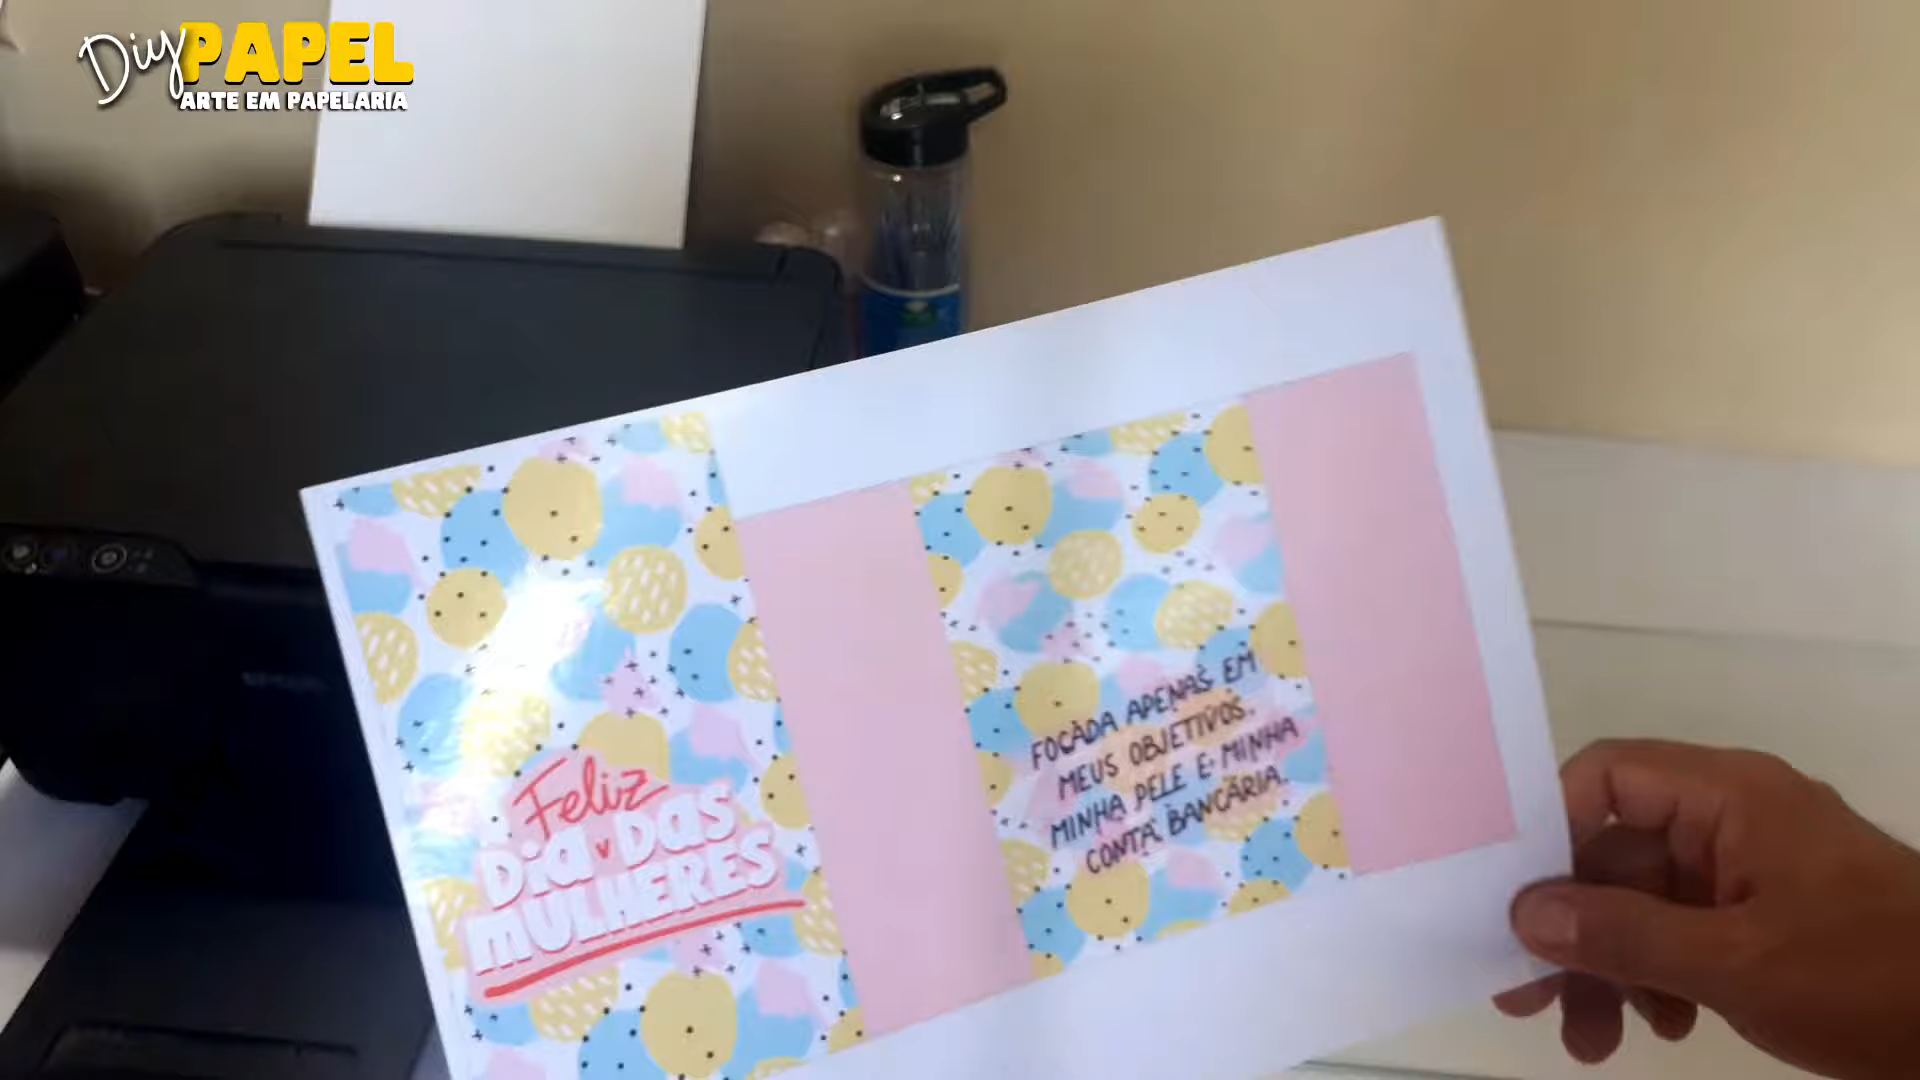 Diy PAPEL
ARTE EM PAPELARIA
Feliz
Dia das
MULHERES
FOCADA APENAS EM
MEUS OBJETIVOS.
MINHA PELE E MINHA
CONTA BANCÁRIA.